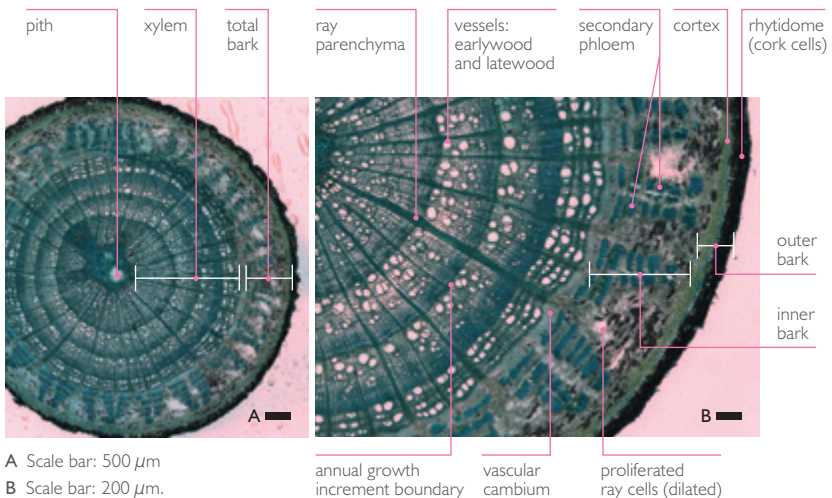 pith
xylem
total
bark
ray
parenchyma
vessels:
earlywood
and latewood
secondary
phloem
cortex
rhytidome
(cork cells)
outer
bark
inner
bark
A
B
A Scale bar: 500 μm
B Scale bar: 200 μm.
annual growth
increment boundary
vascular
cambium
proliferated
ray cells (dilated)